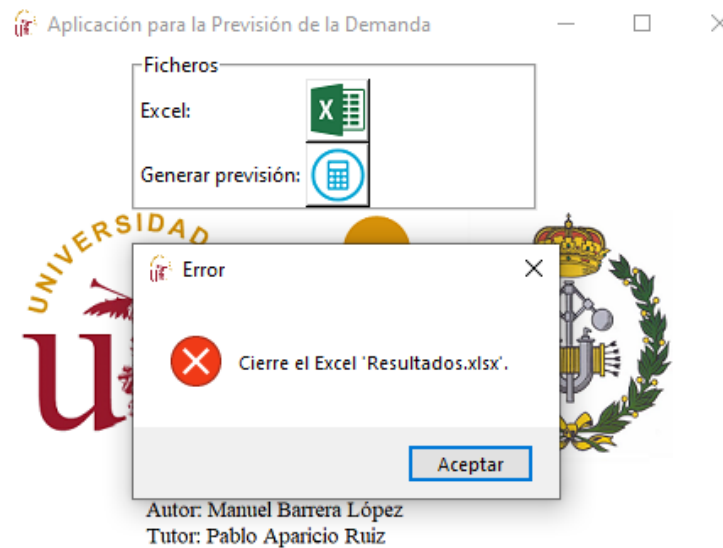 Aplicación para la Previsión de la Demanda
Ficheros
Excel:
Generar previsión:
UNIVERSIDAD
Error
Cierre el Excel 'Resultados.xlsx'.
Aceptar
Autor: Manuel Barrera López
Tutor: Pablo Aparicio Ruiz